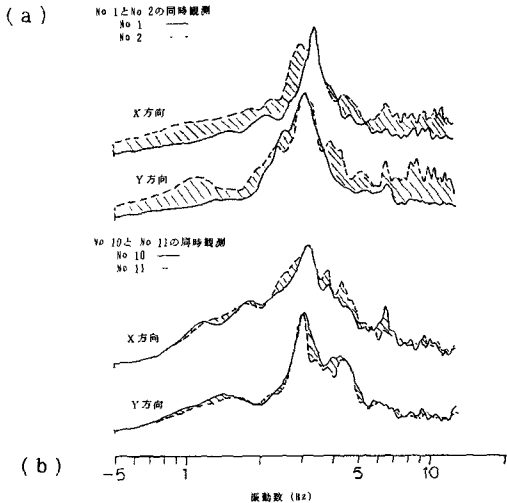 (a)
No 1とNo 2の同時観測
No 1 ——
No 2 - -
X方向
Y方向
No 10と No 11の同時観測
No 10 ——
No 11 -
X方向
Y方向
(b)
-5 1 5 10
振動数 (Hz)